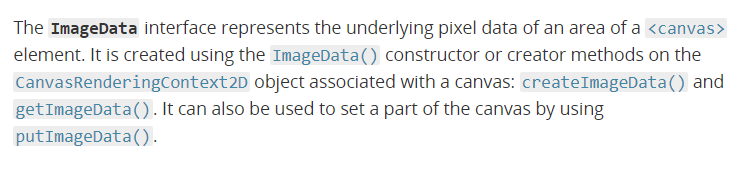 The ImageData interface represents the underlying pixel data of an area of a <canvas>
element. It is created using the ImageData() constructor or creator methods on the
CanvasRenderingContext2D object associated with a canvas: createImageData() and
getImageData(). It can also be used to set a part of the canvas by using
putImageData().